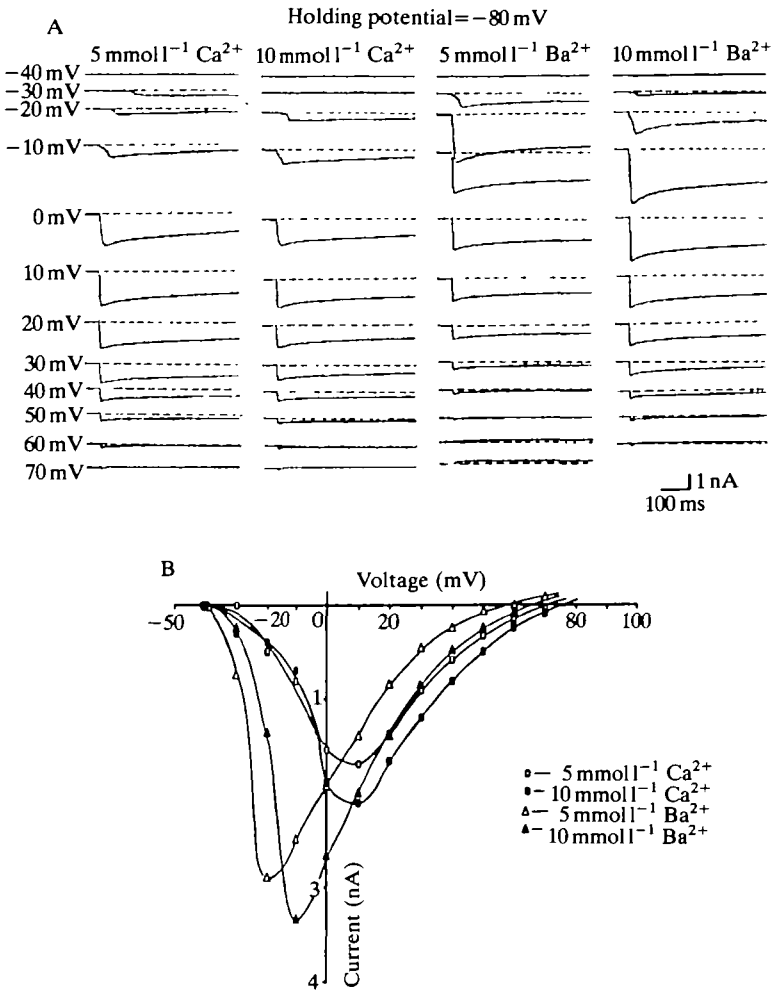 A
Holding potential = −80 mV
5 mmol l⁻¹ Ca²⁺ 10 mmol l⁻¹ Ca²⁺ 5 mmol l⁻¹ Ba²⁺ 10 mmol l⁻¹ Ba²⁺
−40 mV
−30 mV
−20 mV
−10 mV
0 mV
10 mV
20 mV
30 mV
40 mV
50 mV
60 mV
70 mV
1 nA
100 ms
B
Voltage (mV)
−50 −20 0 20 40 60 80 100
1
3
4
Current (nA)
5 mmol l⁻¹ Ca²⁺
10 mmol l⁻¹ Ca²⁺
5 mmol l⁻¹ Ba²⁺
10 mmol l⁻¹ Ba²⁺